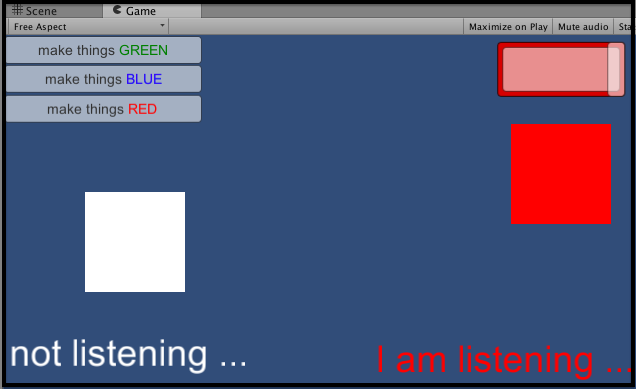 Scene
Game
Free Aspect
Maximize on Play
Mute audio
Sta
make things GREEN
make things BLUE
make things RED
not listening ...
I am listening ...